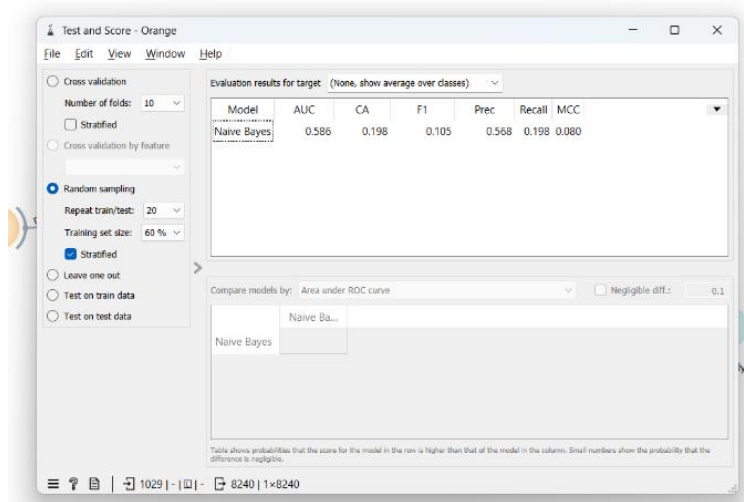 Test and Score - Orange
File Edit View Window Help
Cross validation
Number of folds: 10
Stratified
Cross validation by feature
Random sampling
Repeat train/test: 20
Training set size: 60 %
Stratified
Leave one out
Test on train data
Test on test data
Evaluation results for target (None, show average over classes)
Model AUC CA F1 Prec Recall MCC
Naive Bayes 0.586 0.198 0.105 0.568 0.198 0.080
Compare models by: Area under ROC curve Negligible diff.: 0.1
Naive Ba...
Naive Bayes
Table shows probabilities that the score for the model in the row is higher than that of the model in the column. Small numbers show the probability that the
difference is negligible.
1029 | - | - 8240 | 1×8240